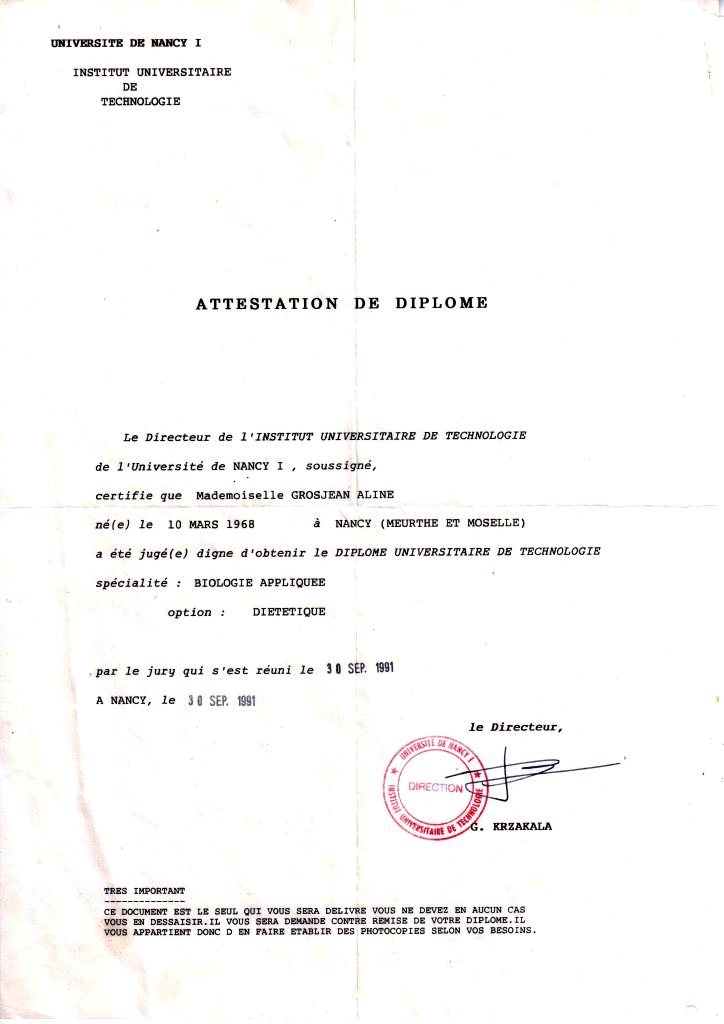 UNIVERSITE DE NANCY I
INSTITUT UNIVERSITAIRE
DE
TECHNOLOGIE
ATTESTATION DE DIPLOME
Le Directeur de l'INSTITUT UNIVERSITAIRE DE TECHNOLOGIE
de l'Université de NANCY I , soussigné,
certifie que Mademoiselle GROSJEAN ALINE
né(e) le 10 MARS 1968 à NANCY (MEURTHE ET MOSELLE)
a été jugé(e) digne d'obtenir le DIPLOME UNIVERSITAIRE DE TECHNOLOGIE
spécialité : BIOLOGIE APPLIQUEE
option : DIETETIQUE
par le jury qui s'est réuni le 30 SEP. 1991
A NANCY, le 30 SEP. 1991
le Directeur,
UNIVERSITE DE NANCY I
DIRECTION
INSTITUT UNIVERSITAIRE DE TECHNOLOGIE
G. KRZAKALA
TRES IMPORTANT
--------------
CE DOCUMENT EST LE SEUL QUI VOUS SERA DELIVRE VOUS NE DEVEZ EN AUCUN CAS
VOUS EN DESSAISIR.IL VOUS SERA DEMANDE CONTRE REMISE DE VOTRE DIPLOME.IL
VOUS APPARTIENT DONC D EN FAIRE ETABLIR DES PHOTOCOPIES SELON VOS BESOINS.